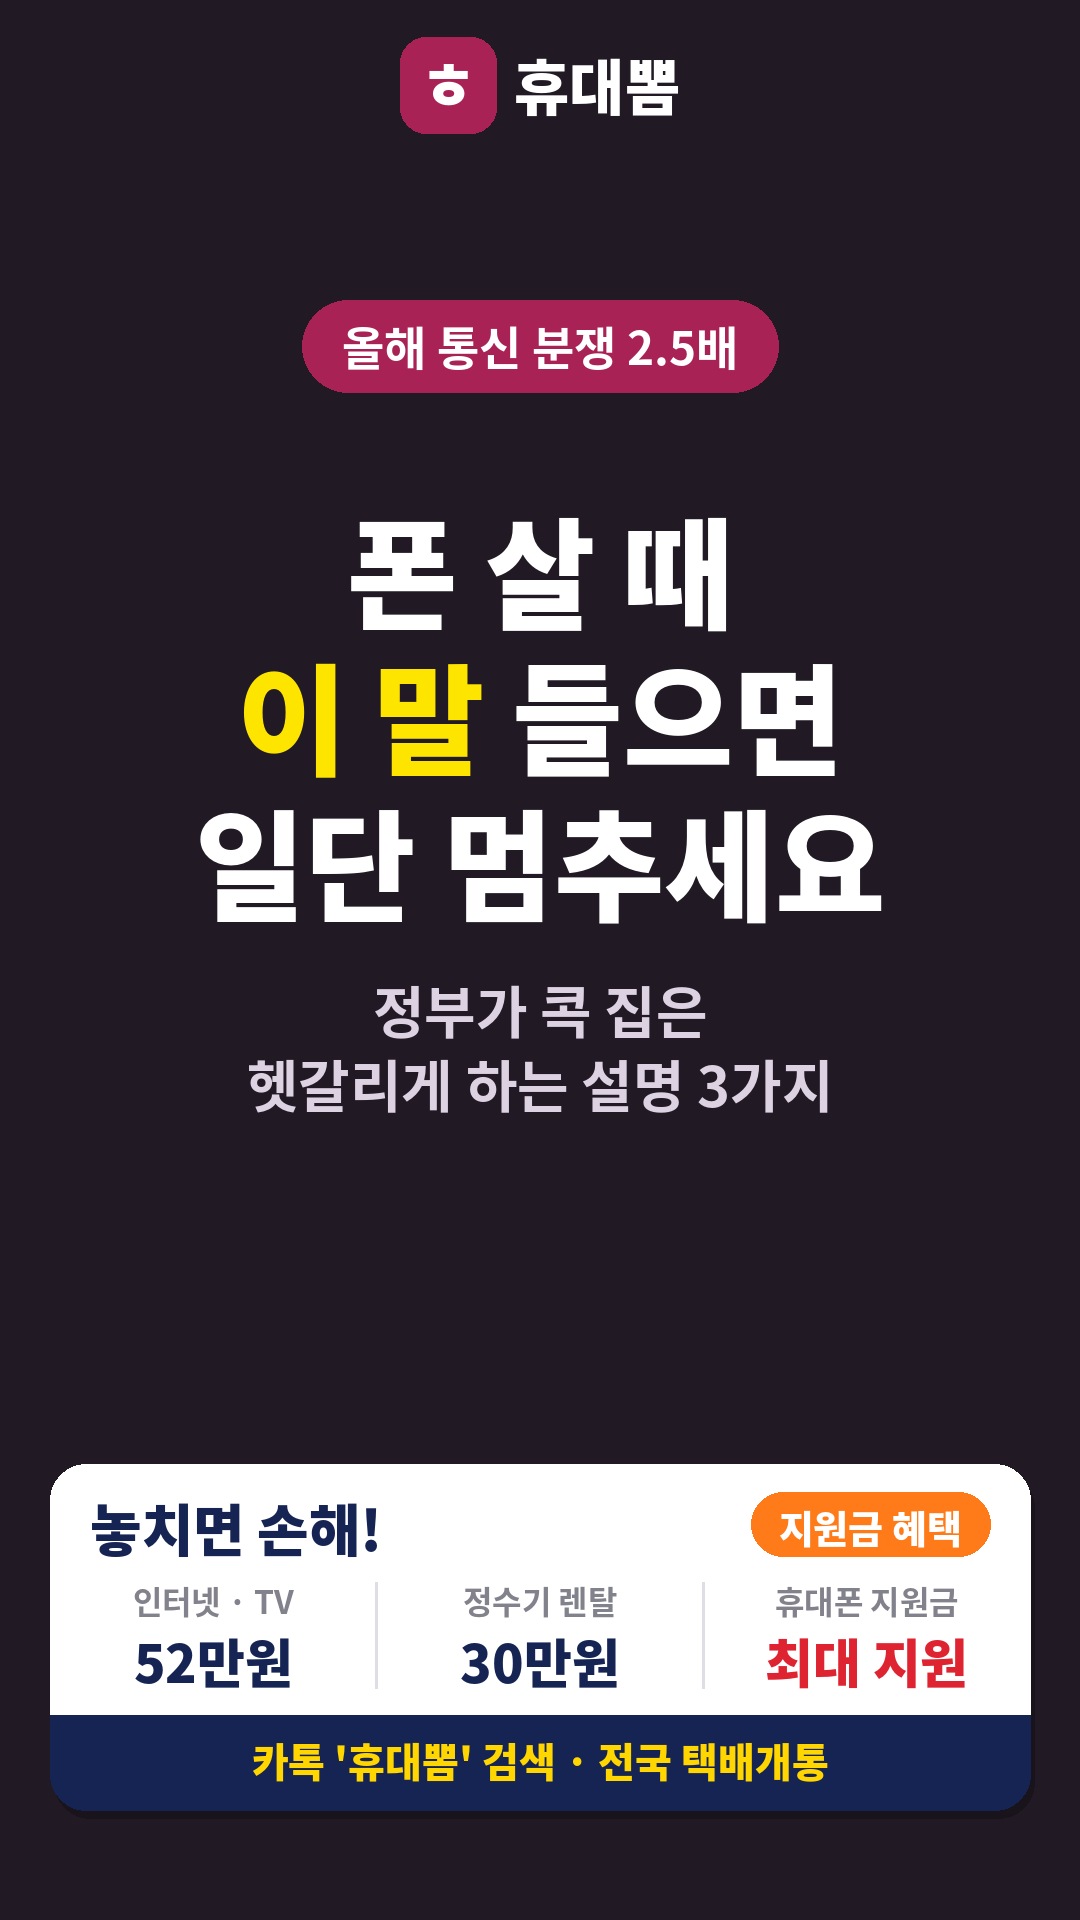 ㅎ 휴대뽐
올해 통신 분쟁 2.5배
폰 살 때
이 말 들으면
일단 멈추세요
정부가 콕 집은
헷갈리게 하는 설명 3가지
놓치면 손해!
지원금 혜택
인터넷 · TV
52만원
정수기 렌탈
30만원
휴대폰 지원금
최대 지원
카톡 '휴대뽐' 검색 · 전국 택배개통